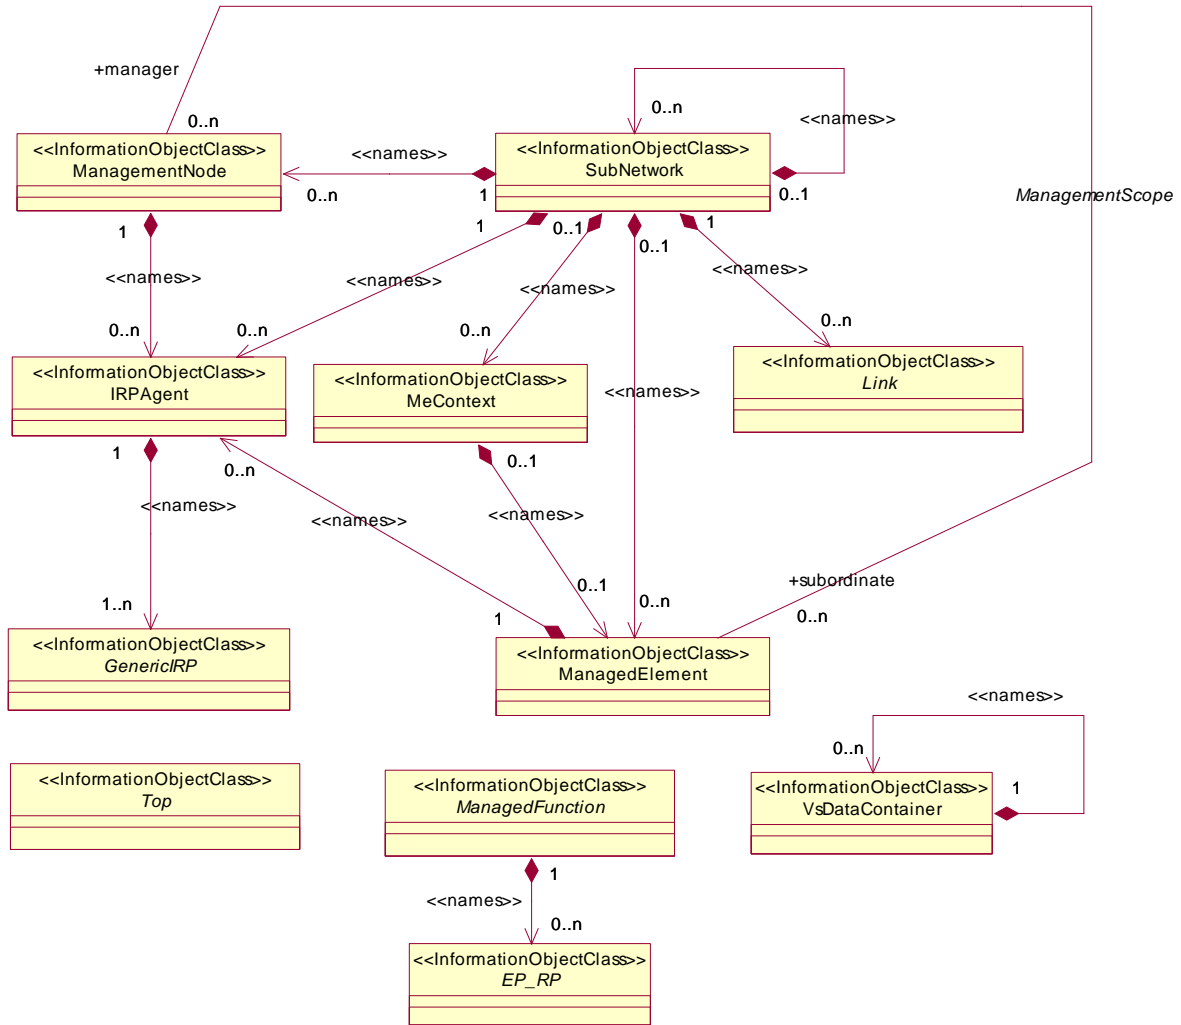 +manager
0..n
<<InformationObjectClass>>
ManagementNode
1
<<names>>
0..n
0..n
<<names>>
1
<<InformationObjectClass>>
SubNetwork
0..n
<<names>>
0..1
ManagementScope
1
<<names>>
0..n
0..1
<<names>>
0..n
0..1
<<names>>
0..n
1
<<names>>
0..n
<<InformationObjectClass>>
IRPAgent
<<InformationObjectClass>>
MeContext
<<InformationObjectClass>>
Link
1
<<names>>
1..n
0..n
<<names>>
1
0..1
<<names>>
0..1
+subordinate
0..n
<<InformationObjectClass>>
GenericIRP
<<InformationObjectClass>>
ManagedElement
<<names>>
0..n
1
<<InformationObjectClass>>
Top
<<InformationObjectClass>>
ManagedFunction
<<InformationObjectClass>>
VsDataContainer
1
<<names>>
0..n
<<InformationObjectClass>>
EP_RP